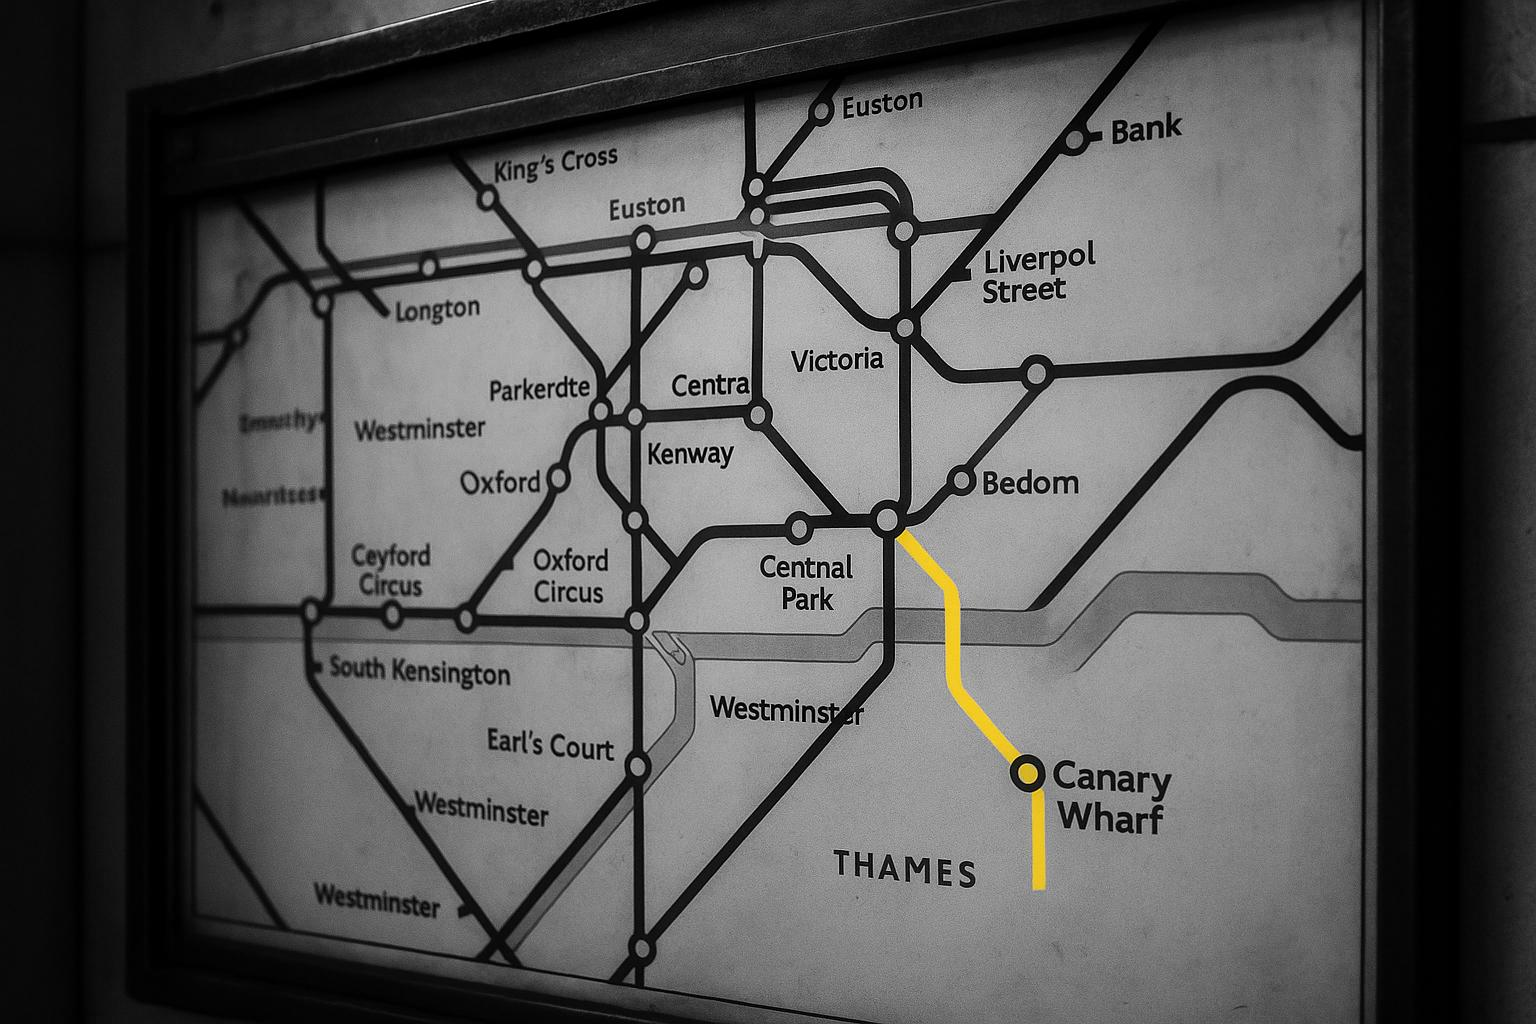 Euston
Bank
King's Cross
Euston
Liverpol
Street
Longton
Victoria
Parkerdte
Centra
Westminster
Kenway
Oxford
Bedom
Ceyford
Circus
Oxford
Circus
Centnal
Park
South Kensington
Westminster
Earl's Court
Canary
Wharf
Westminster
THAMES
Westminster